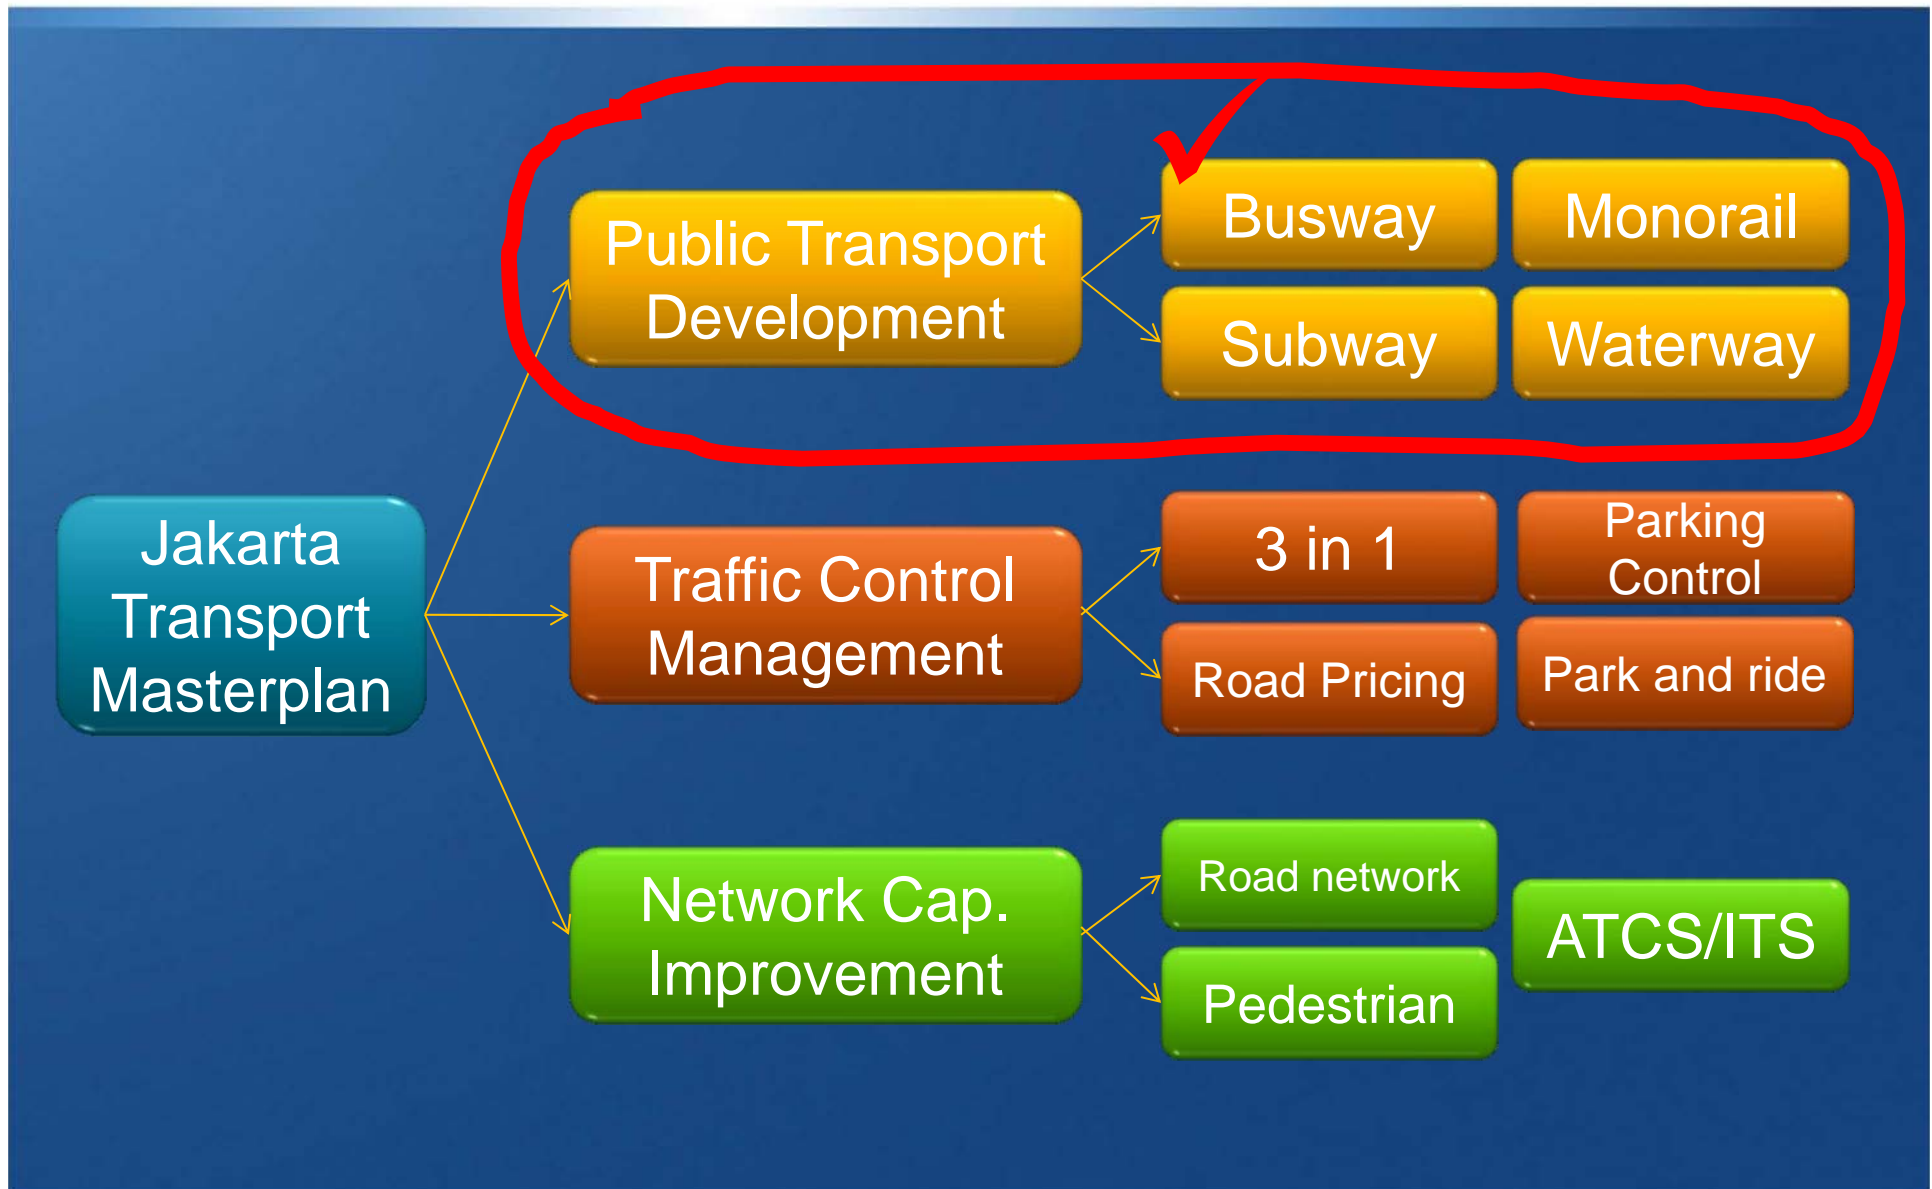 Jakarta
Transport
Masterplan
Public Transport
Development
Busway
Monorail
Subway
Waterway
Traffic Control
Management
3 in 1
Parking
Control
Road Pricing
Park and ride
Network Cap.
Improvement
Road network
Pedestrian
ATCS/ITS